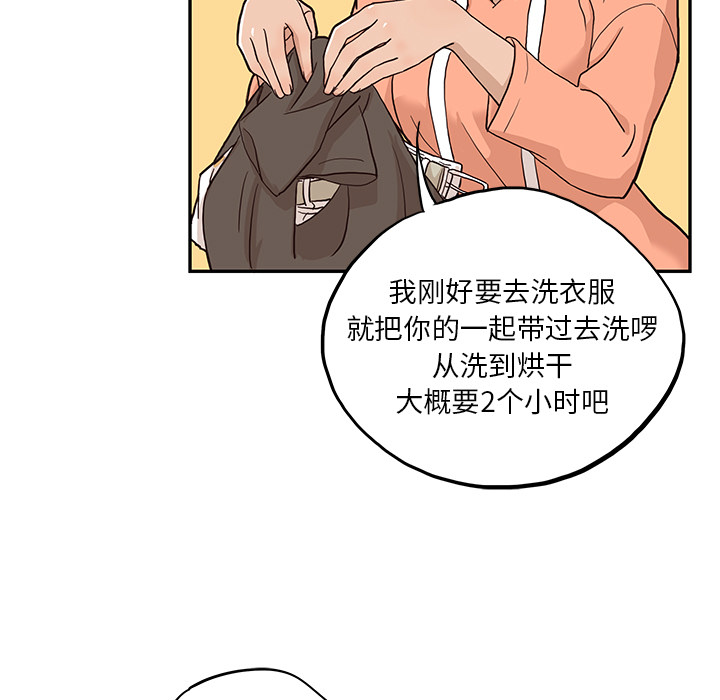 我刚好要去洗衣服
就把你的一起带过去洗啰
从洗到烘干
大概要2个小时吧